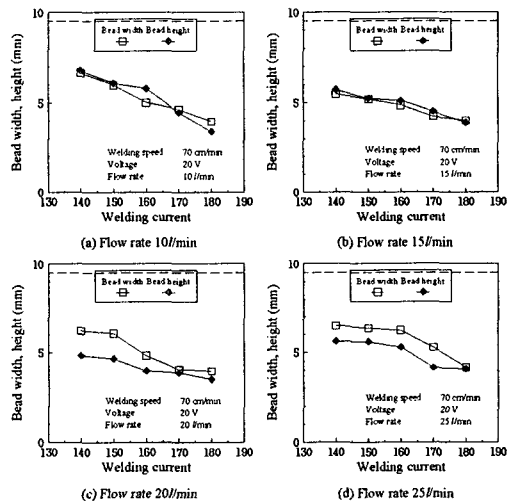 10
Bead width Bead height
5
Welding speed 70 cm/min
Voltage 20 V
Flow rate 10 l/min
0
130 140 150 160 170 180 190
Welding current
Bead width, height (mm)
(a) Flow rate 10l/min
10
Bead width Bead height
5
Welding speed 70 cm/min
Voltage 20 V
Flow rate 15 l/min
0
130 140 150 160 170 180 190
Welding current
Bead width, height (mm)
(b) Flow rate 15l/min
10
Bead width Bead height
5
Welding speed 70 cm/min
Voltage 20 V
Flow rate 20 l/min
0
130 140 150 160 170 180 190
Welding current
Bead width, height (mm)
(c) Flow rate 20l/min
10
Bead width Bead height
5
Welding speed 70 cm/min
Voltage 20 V
Flow rate 25 l/min
0
130 140 150 160 170 180 190
Welding current
Bead width, height (mm)
(d) Flow rate 25l/min